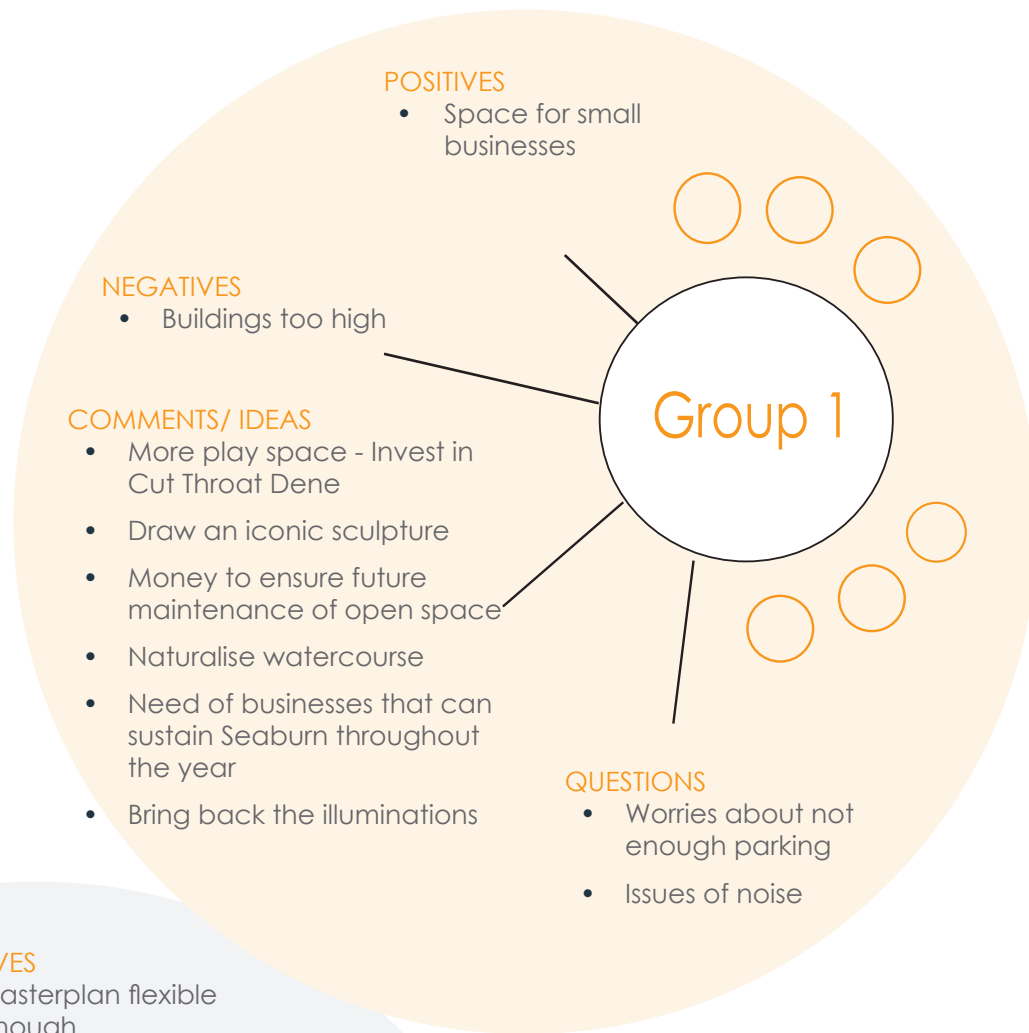 POSITIVES
• Space for small
businesses
NEGATIVES
• Buildings too high
COMMENTS/ IDEAS
• More play space - Invest in
Cut Throat Dene
• Draw an iconic sculpture
• Money to ensure future
maintenance of open space
• Naturalise watercourse
• Need of businesses that can
sustain Seaburn throughout
the year
• Bring back the illuminations
Group 1
QUESTIONS
• Worries about not
enough parking
• Issues of noise
VES
asterplan flexible
nough